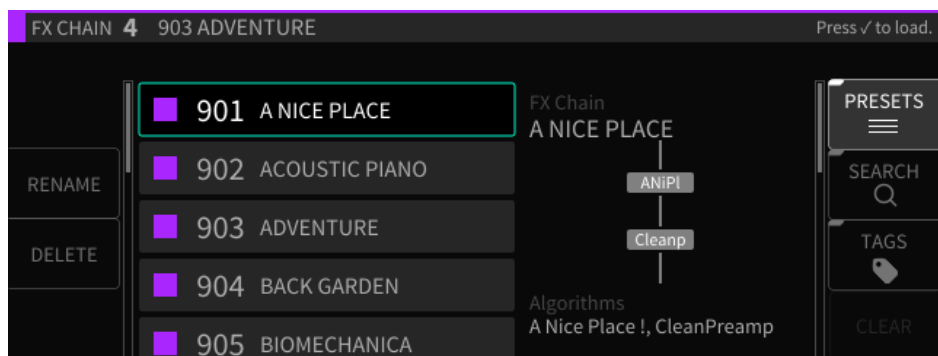 FX CHAIN 4 903 ADVENTURE
Press ✓ to load.
RENAME
DELETE
901 A NICE PLACE
902 ACOUSTIC PIANO
903 ADVENTURE
904 BACK GARDEN
905 BIOMECHANICA
FX Chain
A NICE PLACE
ANiPl
Cleanp
Algorithms
A Nice Place !, CleanPreamp
PRESETS
SEARCH
TAGS
CLEAR